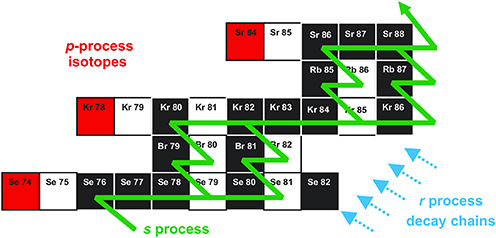 Sr 84 Sr 85 Sr 86 Sr 87 Sr 88
p-process
isotopes
Rb 85 Rb 86 Rb 87
Kr 78 Kr 79 Kr 80 Kr 81 Kr 82 Kr 83 Kr 84 Kr 85 Kr 86
Br 79 Br 80 Br 81 Br 82
Se 74 Se 75 Se 76 Se 77 Se 78 Se 79 Se 80 Se 81 Se 82
r process
decay chains
s process